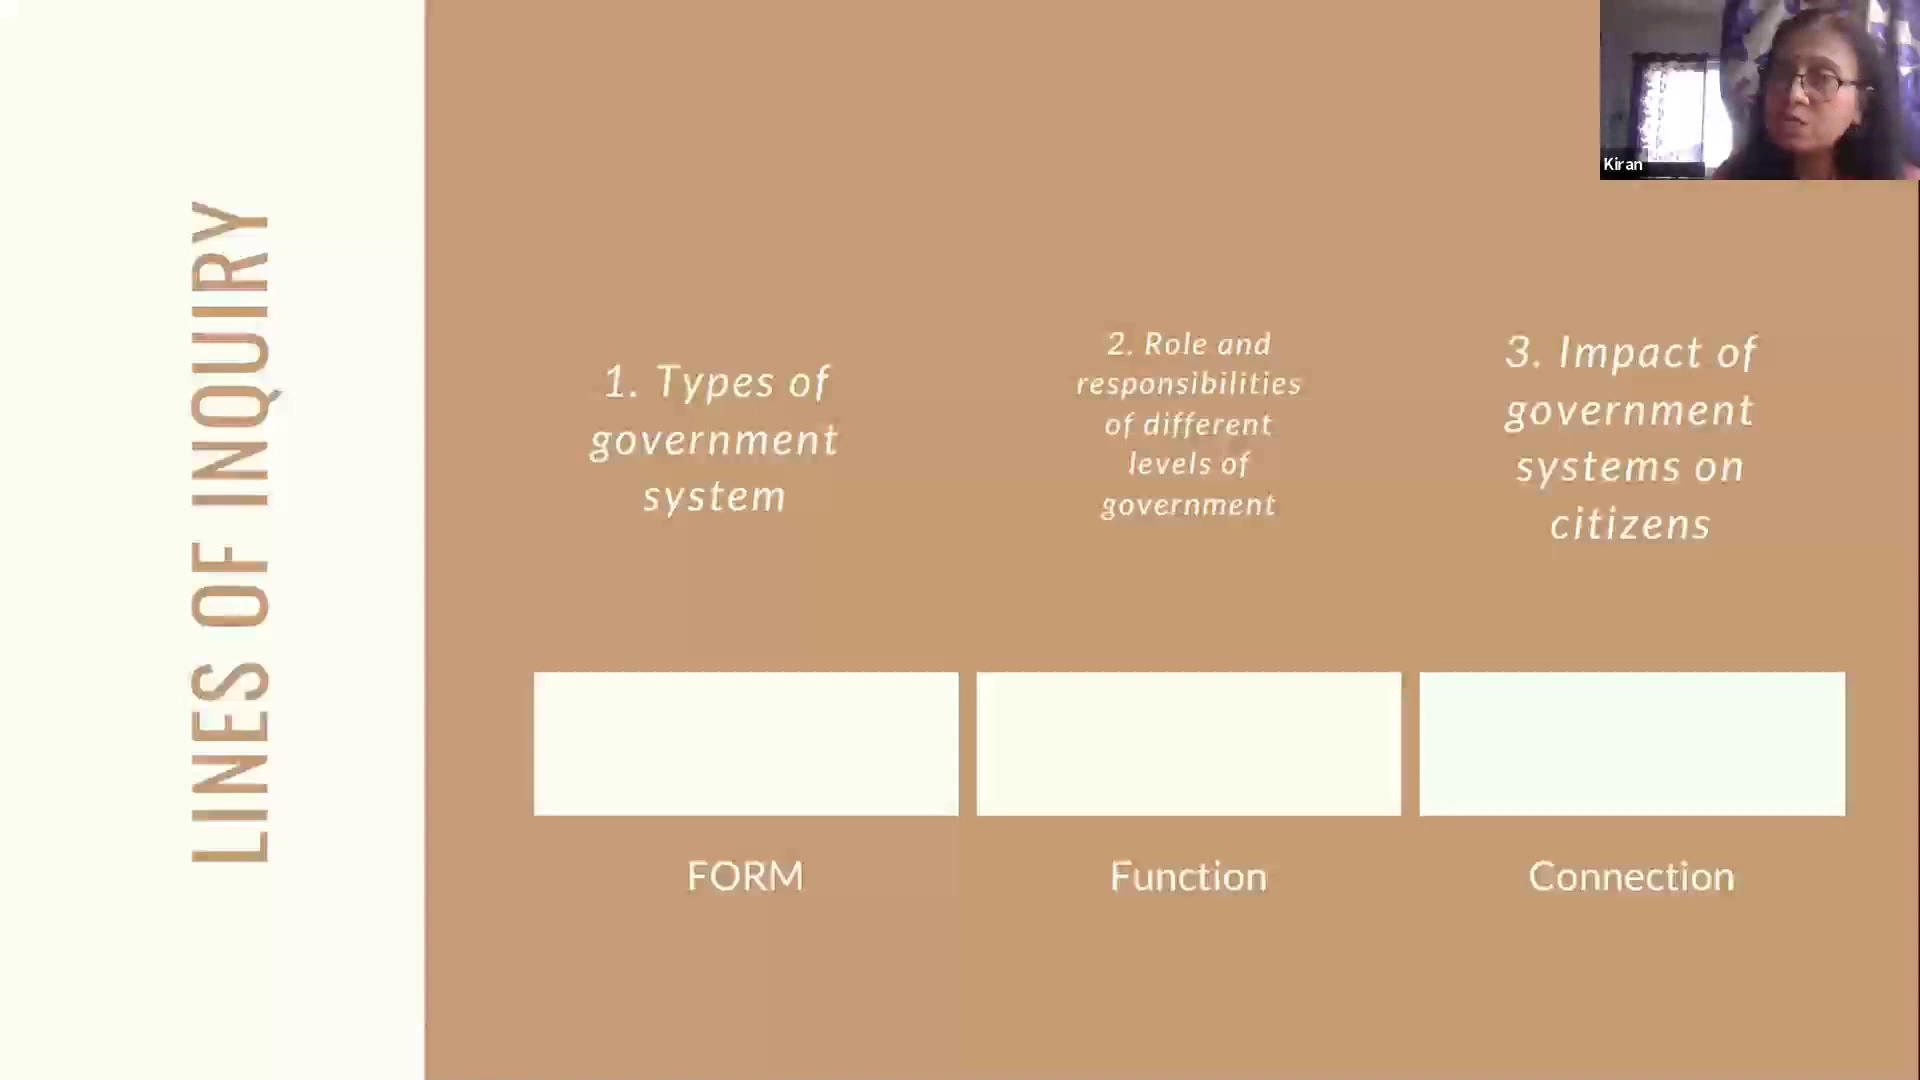 LINES OF INQUIRY
1. Types of
government
system
2. Role and
responsibilities
of different
levels of
government
3. Impact of
government
systems on
citizens
FORM
Function
Connection
Kiran